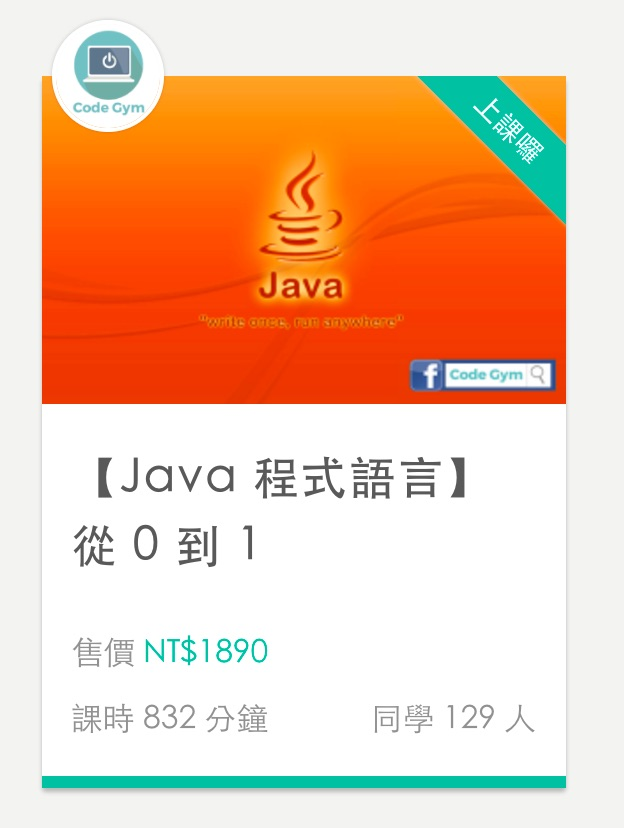 Code Gym
上課囉
Java
"write once, run anywhere"
f Code Gym
【Java 程式語言】
從 0 到 1
售價 NT$1890
課時 832 分鐘
同學 129 人